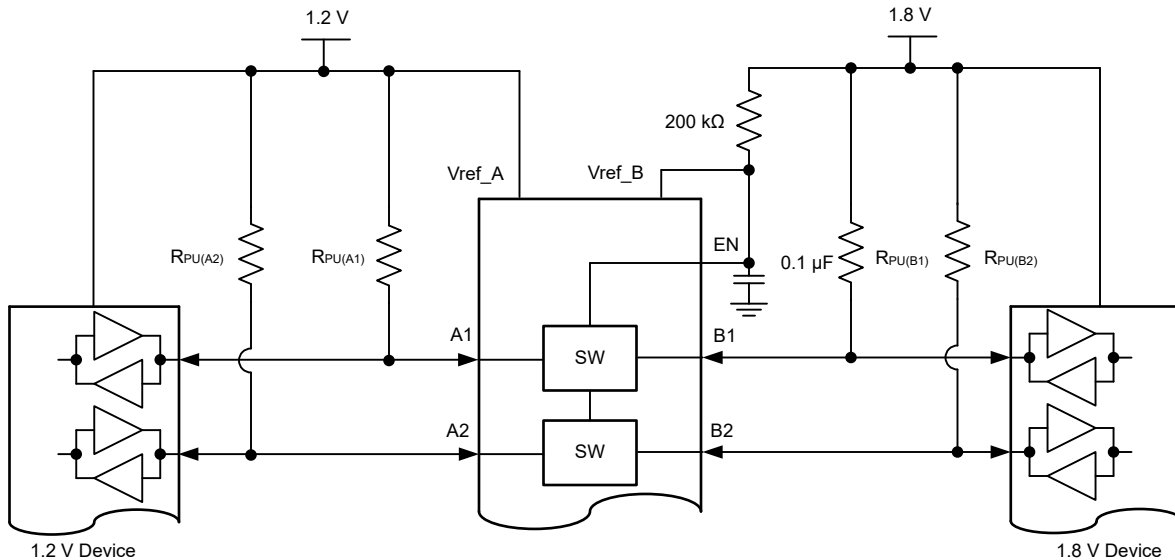 1.2 V
1.8 V
200 kΩ
Vref_A
Vref_B
RPU(A2)
RPU(A1)
EN
0.1 µF
RPU(B1)
RPU(B2)
A1
SW
B1
A2
SW
B2
1.2 V Device
1.8 V Device